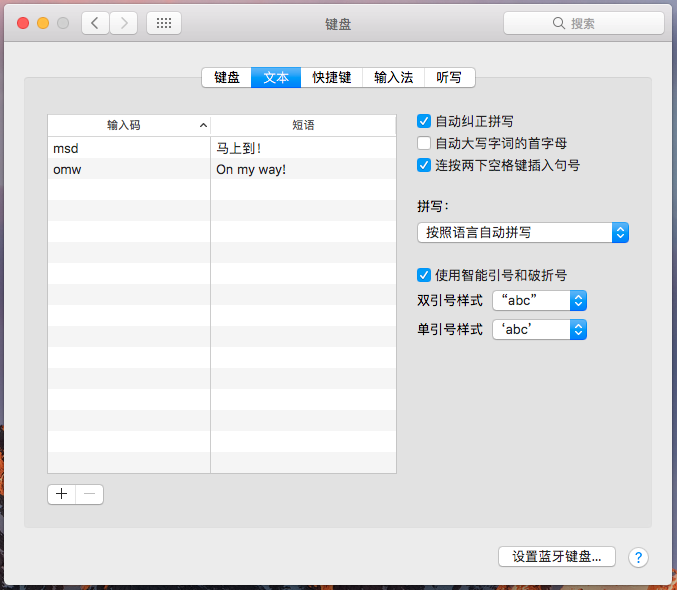 键盘
搜索
键盘 文本 快捷键 输入法 听写
输入码 短语
msd 马上到！
omw On my way!
自动纠正拼写
自动大写字词的首字母
连按两下空格键插入句号
拼写：
按照语言自动拼写
使用智能引号和破折号
双引号样式 “abc”
单引号样式 ‘abc’
设置蓝牙键盘...
?